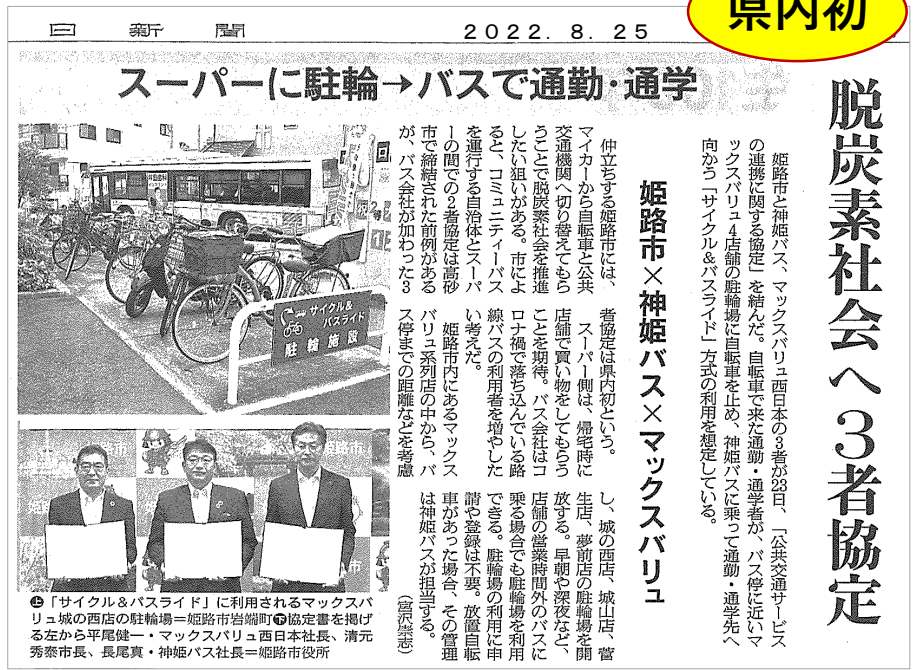 県内初
日 新 聞
2022.8.25
脱炭素社会へ3者協定
スーパーに駐輪→バスで通勤・通学
姫路市×神姫バス×マックスバリュ
姫路市と神姫バス、マックスバリュ西日本の3者が23日、「公共交通サービス
の連携に関する協定」を結んだ。自転車で来た通勤・通学者が、バス停に近いマ
ックスバリュ4店舗の駐輪場に自転車を止め、神姫バスに乗って通勤・通学先へ
向かう「サイクル&バスライド」方式の利用を想定している。
仲立ちする姫路市には、
マイカーから自転車と公共
交通機関へ切り替えてもら
うことで脱炭素社会を推進
したい狙いがある。市によ
ると、コミュニティーバス
を運行する自治体とスーパ
ーの間での2者協定は高砂
市で締結された前例がある
が、バス会社が加わった3
者協定は県内初という。
スーパー側は、帰宅時に
店舗で買い物をしてもらう
ことを期待。バス会社はコ
ロナ禍で落ち込んでいる路
線バスの利用者を増やした
い考えだ。
姫路市内にあるマックス
バリュ系列店の中から、バ
ス停までの距離などを考慮
し、城の西店、城山店、菅
生店、夢前店の駐輪場を開
放する。早朝や深夜など、
店舗の営業時間外のバスに
乗る場合でも駐輪場を利用
できる。駐輪場の利用に申
請や登録は不要。放置自転
車があった場合、その管理
は神姫バスが担当する。
(宮沢崇志)
サイクル&
バスライド
駐輪施設
㊤「サイクル&バスライド」に利用されるマックスバ
リュ城の西店の駐輪場=姫路市岩端町㊦協定書を掲げ
る左から平尾健一・マックスバリュ西日本社長、清元
秀泰市長、長尾真・神姫バス社長=姫路市役所